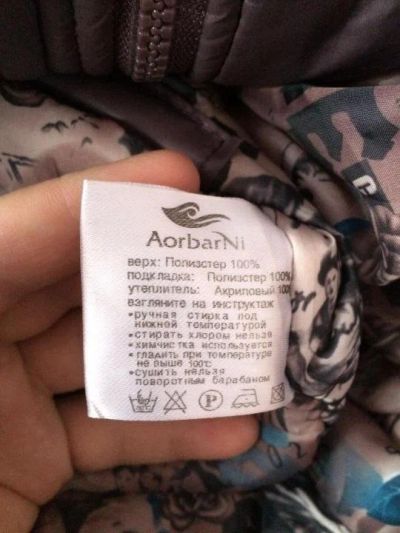 AorbarNi
верх: Полиэстер 100%
подкладка: Полиэстер 100%
утеплитель: Акриловый 100%
взгляните на инструктаж
•ручная стирка под
нижней температурой
•стирать хлором нельзя
•химчистка используется
•гладить при температуре
не выше 100°С
•сушить нельзя
поворотным барабаном
P